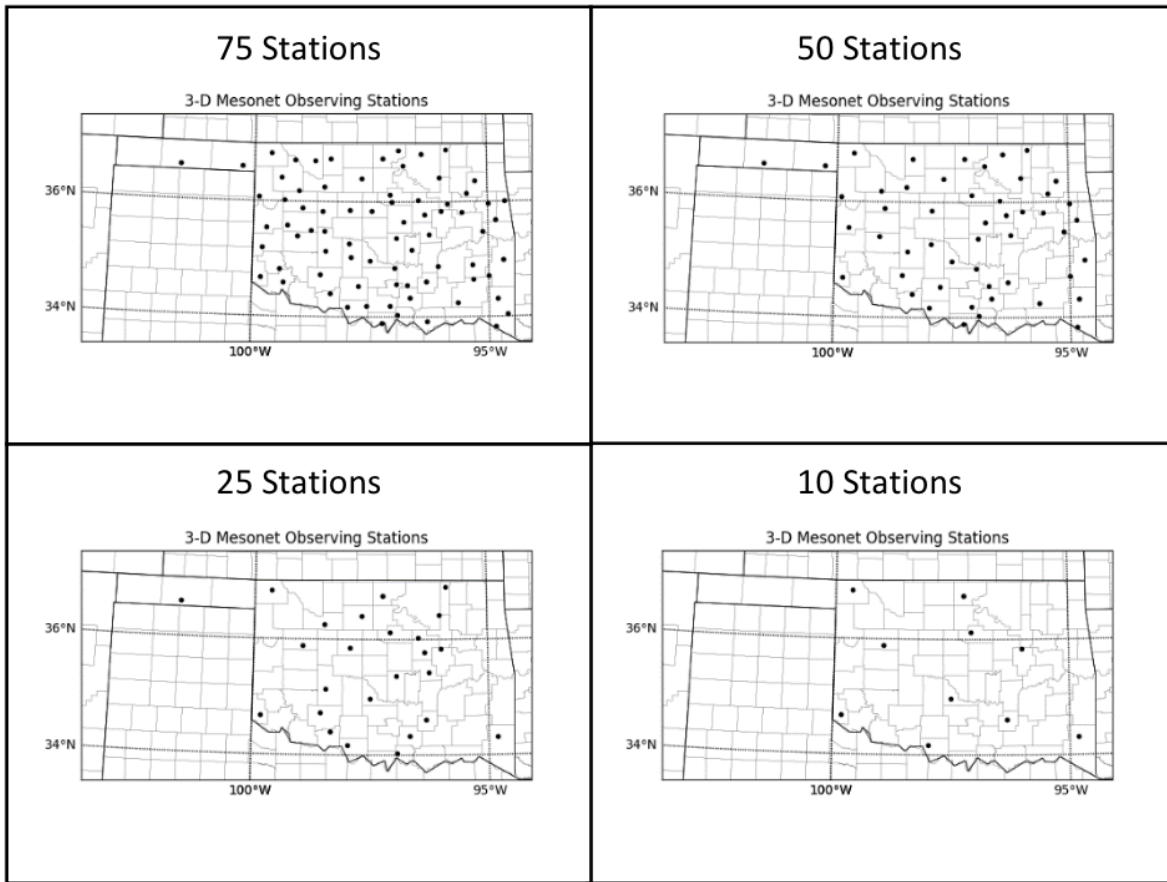 75 Stations
3-D Mesonet Observing Stations
36°N
34°N
100°W 95°W
50 Stations
3-D Mesonet Observing Stations
36°N
34°N
100°W 95°W
25 Stations
3-D Mesonet Observing Stations
36°N
34°N
100°W 95°W
10 Stations
3-D Mesonet Observing Stations
36°N
34°N
100°W 95°W